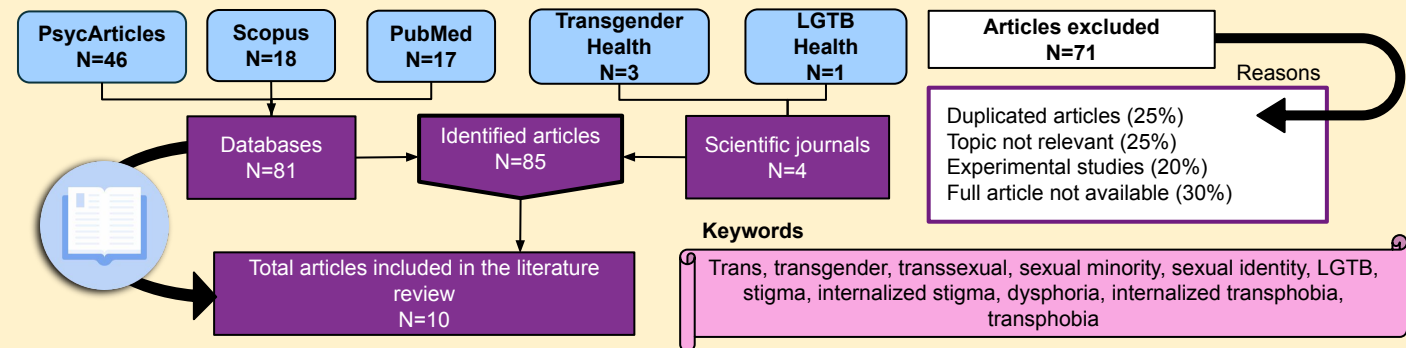 PsycArticles
N=46
Scopus
N=18
PubMed
N=17
Transgender
Health
N=3
LGTB
Health
N=1
Articles excluded
N=71
Reasons
Duplicated articles (25%)
Topic not relevant (25%)
Experimental studies (20%)
Full article not available (30%)
Databases
N=81
Identified articles
N=85
Scientific journals
N=4
Total articles included in the literature
review
N=10
Keywords
Trans, transgender, transsexual, sexual minority, sexual identity, LGTB,
stigma, internalized stigma, dysphoria, internalized transphobia,
transphobia